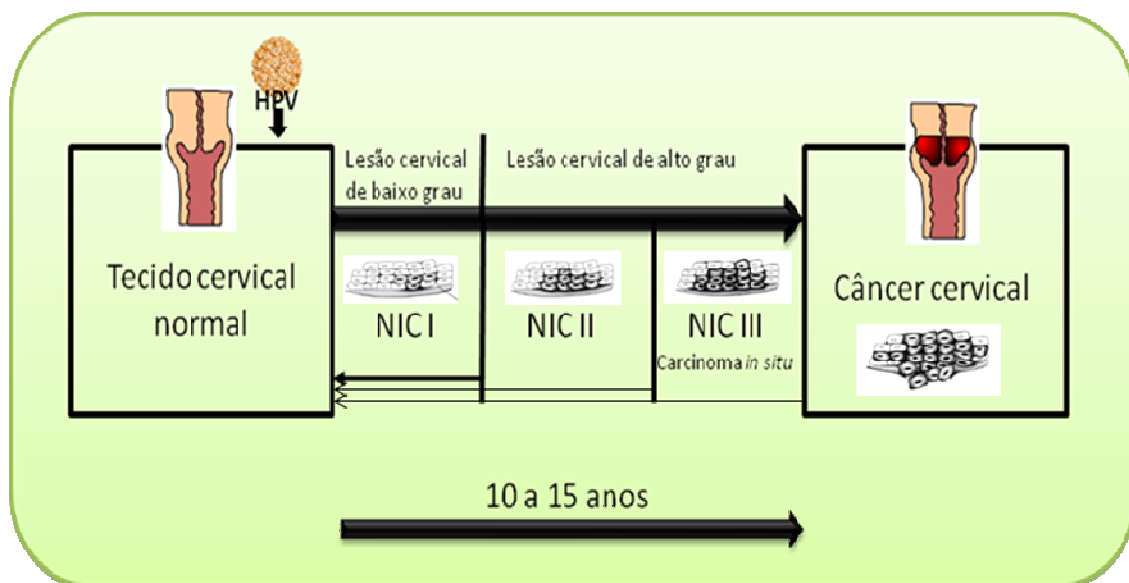 HPV
Lesão cervical
de baixo grau
Lesão cervical de alto grau
Tecido cervical
normal
NIC I
NIC II
NIC III
Carcinoma in situ
Câncer cervical
10 a 15 anos